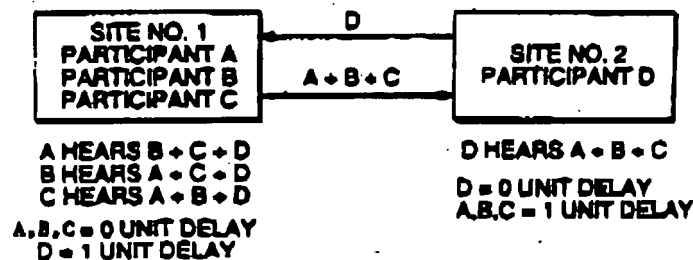 SITE NO. 1
PARTICIPANT A
PARTICIPANT B
PARTICIPANT C
D
A + B + C
SITE NO. 2
PARTICIPANT D
A HEARS B + C + D
B HEARS A + C + D
C HEARS A + B + D
A,B,C = 0 UNIT DELAY
D = 1 UNIT DELAY
D HEARS A + B + C
D = 0 UNIT DELAY
A,B,C = 1 UNIT DELAY